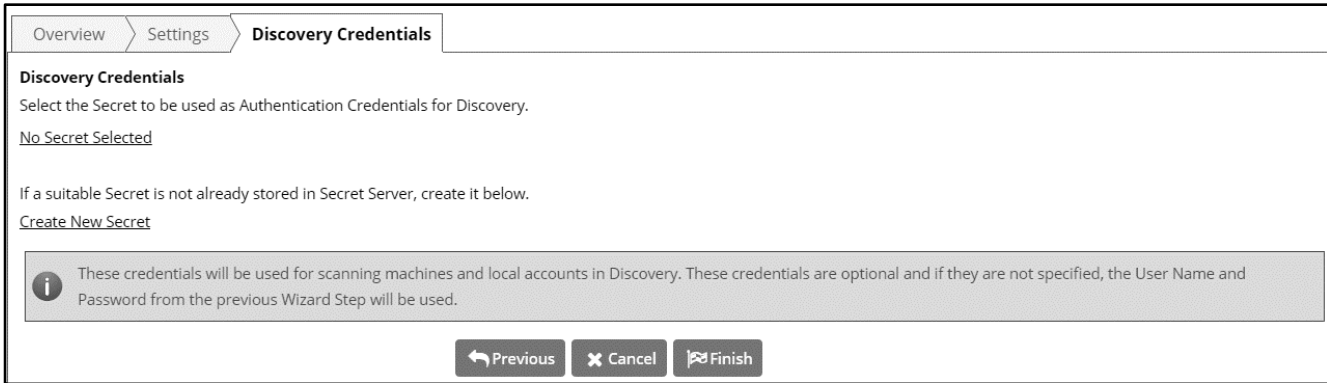 Overview Settings Discovery Credentials
Discovery Credentials
Select the Secret to be used as Authentication Credentials for Discovery.
No Secret Selected
If a suitable Secret is not already stored in Secret Server, create it below.
Create New Secret
These credentials will be used for scanning machines and local accounts in Discovery. These credentials are optional and if they are not specified, the User Name and
Password from the previous Wizard Step will be used.
Previous Cancel Finish